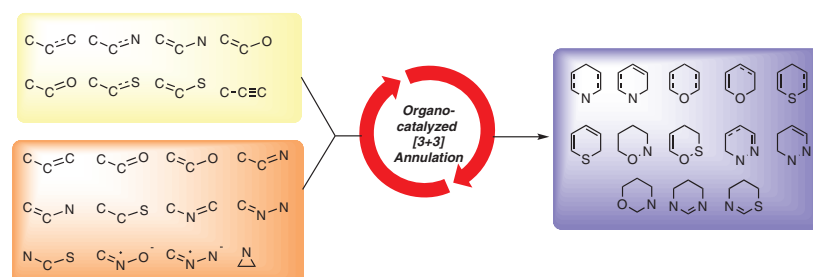 C C C C C N C C N C C O
C C O C C S C C S C-C≡C
Organo-
catalyzed
[3+3]
Annulation
C C C C C O C C O C C N
C C N C C S C N C C N N
N C S C N O - C N N - N
N N O O S
S O N O S N N N N
O N N N N S